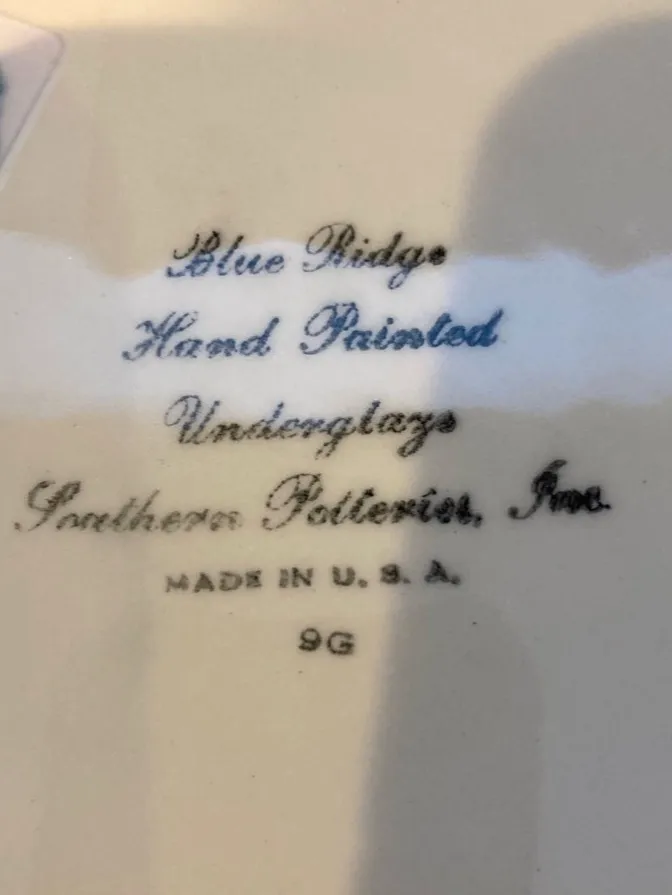 Blue Ridge
Hand Painted
Underglaze
Southern Potteries, Inc.
MADE IN U. S. A.
9G